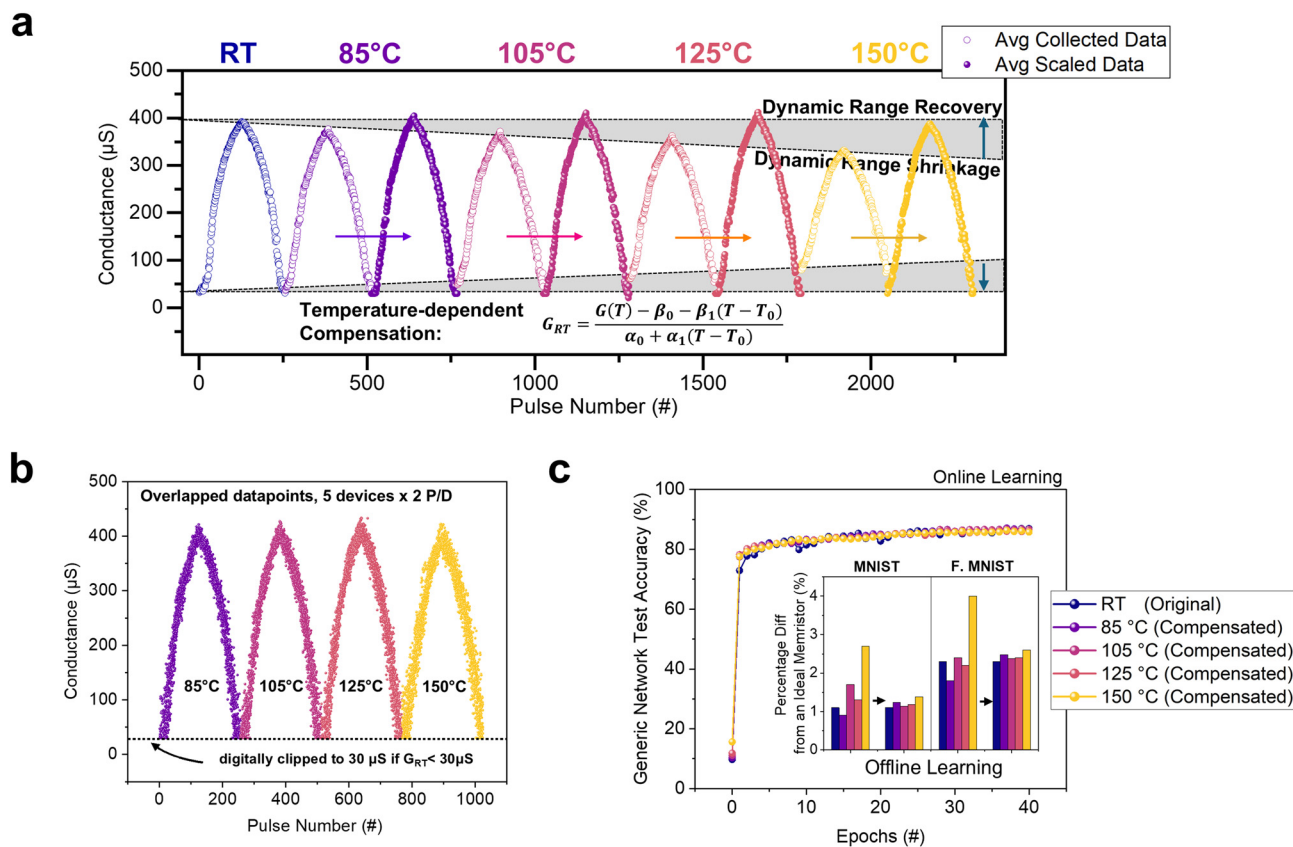 a
RT 85°C 105°C 125°C 150°C
Avg Collected Data
Avg Scaled Data
Conductance (µS)
500
400
300
200
100
0
Dynamic Range Recovery
Dynamic Range Shrinkage
Temperature-dependent
Compensation:
G_RT = (G(T) − β₀ − β₁(T − T₀)) / (α₀ + α₁(T − T₀))
0 500 1000 1500 2000
Pulse Number (#)
b
Conductance (µS)
500
400
300
200
100
0
Overlapped datapoints, 5 devices x 2 P/D
85°C 105°C 125°C 150°C
digitally clipped to 30 µS if G_RT< 30µS
0 200 400 600 800 1000
Pulse Number (#)
c
Online Learning
Generic Network Test Accuracy (%)
100
80
60
40
20
0
MNIST F. MNIST
Percentage Diff
from an Ideal Memristor (%)
4
3
2
1
0
Offline Learning
0 10 20 30 40
Epochs (#)
RT (Original)
85 °C (Compensated)
105 °C (Compensated)
125 °C (Compensated)
150 °C (Compensated)